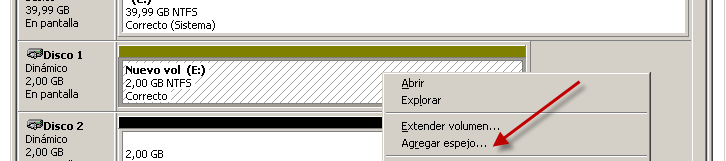 39,99 GB
En pantalla
39,99 GB NTFS
Correcto (Sistema)
Disco 1
Dinámico
2,00 GB
En pantalla
Nuevo vol (E:)
2,00 GB NTFS
Correcto
Abrir
Explorar
Extender volumen...
Agregar espejo...
Disco 2
Dinámico
2,00 GB
En pantalla
2,00 GB